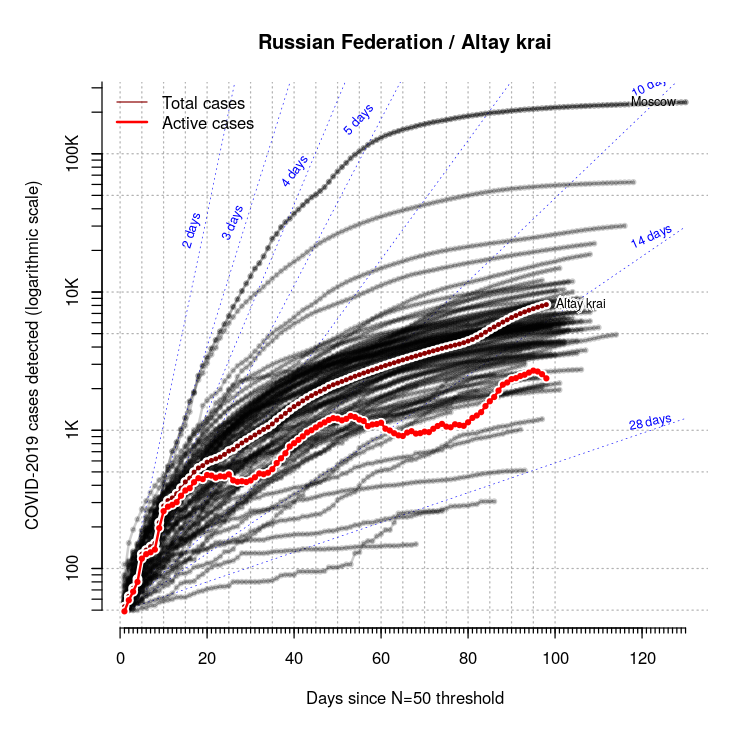 Russian Federation / Altay krai
Total cases
Active cases
2 days
3 days
4 days
5 days
10 days
14 days
28 days
Moscow
Altay krai
COVID-2019 cases detected (logarithmic scale)
100K
10K
1K
100
0 20 40 60 80 100 120
Days since N=50 threshold